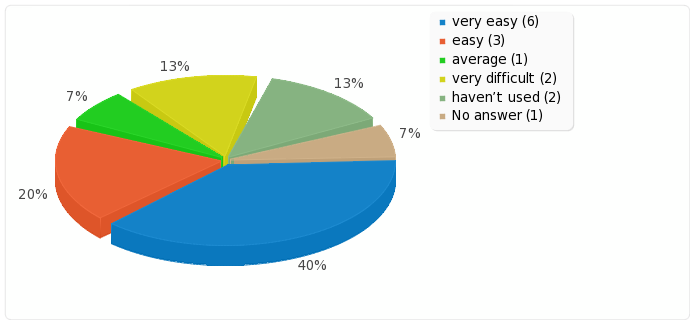 very easy (6)
easy (3)
average (1)
very difficult (2)
haven't used (2)
No answer (1)
13%
13%
7%
7%
20%
40%